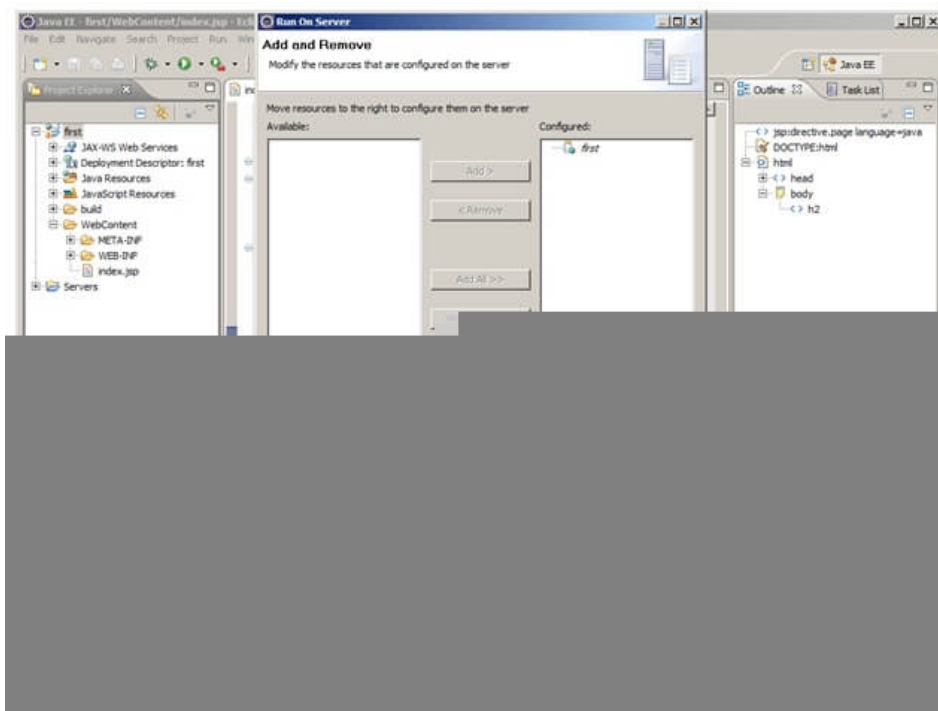 Java EE - first/WebContent/index.jsp - Ecl
File Edit Navigate Search Project Run Win
Project Explorer
first
JAX-WS Web Services
Deployment Descriptor: first
Java Resources
JavaScript Resources
build
WebContent
META-INF
WEB-INF
index.jsp
Servers
Run On Server
Add and Remove
Modify the resources that are configured on the server
Move resources to the right to configure them on the server
Available:
Configured:
first
Add >
< Remove
Add All >>
Java EE
Outline
Task List
jsp:directive.page language=java
DOCTYPE:html
html
head
body
h2